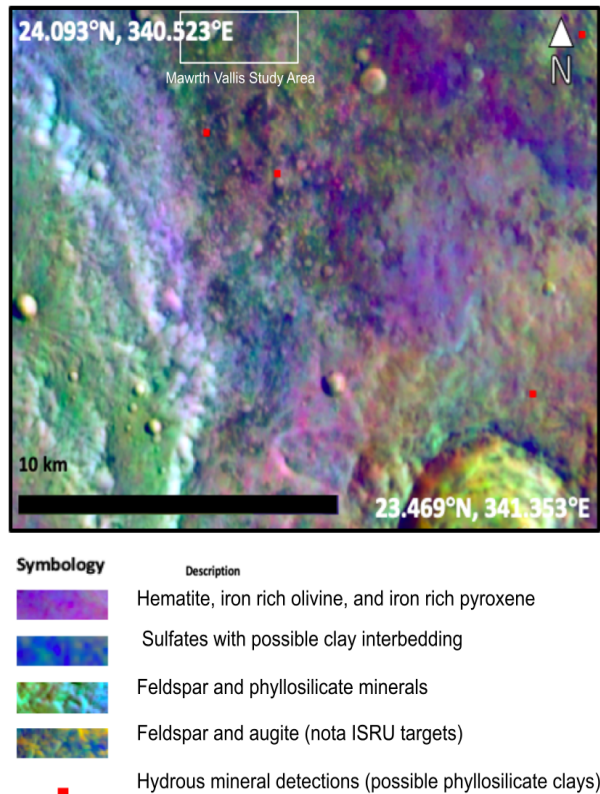 24.093°N, 340.523°E
Mawrth Vallis Study Area
N
10 km
23.469°N, 341.353°E
Symbology
Description
Hematite, iron rich olivine, and iron rich pyroxene
Sulfates with possible clay interbedding
Feldspar and phyllosilicate minerals
Feldspar and augite (nota ISRU targets)
Hydrous mineral detections (possible phyllosilicate clays)